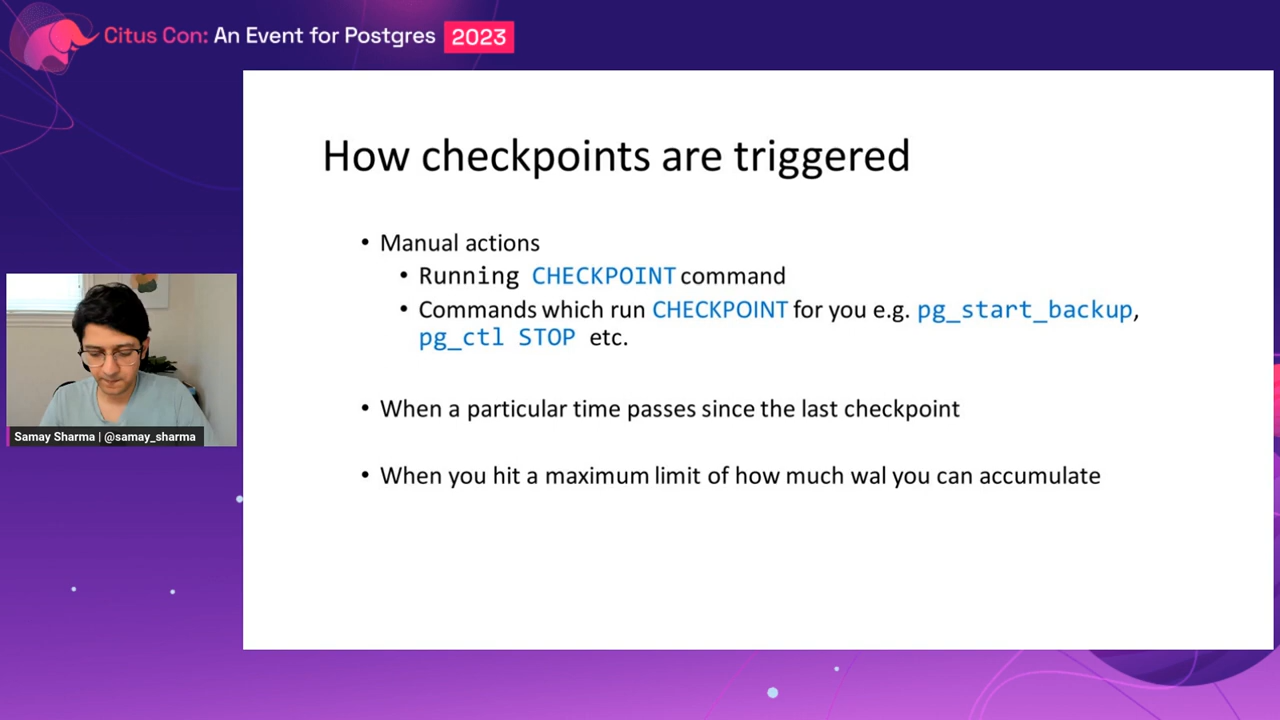 Citus Con: An Event for Postgres 2023
How checkpoints are triggered
• Manual actions
• Running CHECKPOINT command
• Commands which run CHECKPOINT for you e.g. pg_start_backup,
pg_ctl STOP etc.
• When a particular time passes since the last checkpoint
• When you hit a maximum limit of how much wal you can accumulate
Samay Sharma | @samay_sharma